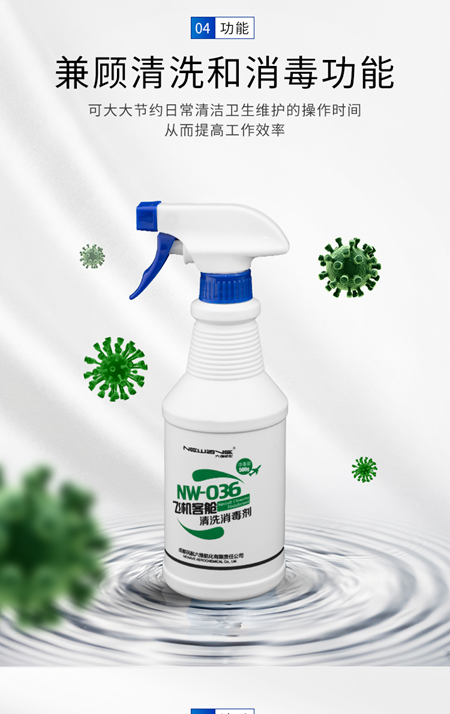 04 功能
兼顾清洗和消毒功能
可大大节约日常清洁卫生维护的操作时间
从而提高工作效率
500g
NW-036
飞机客舱
清洗消毒剂